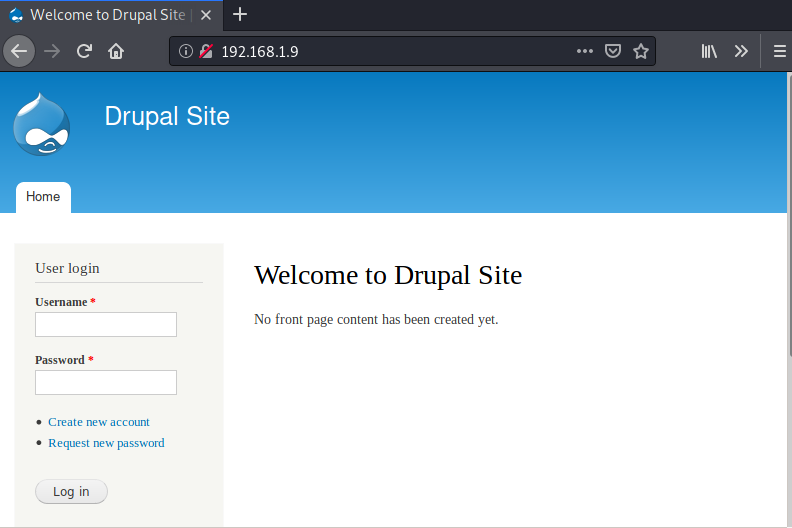 Welcome to Drupal Site |
192.168.1.9
Drupal Site
Home
User login
Username *
Password *
Create new account
Request new password
Log in
Welcome to Drupal Site
No front page content has been created yet.